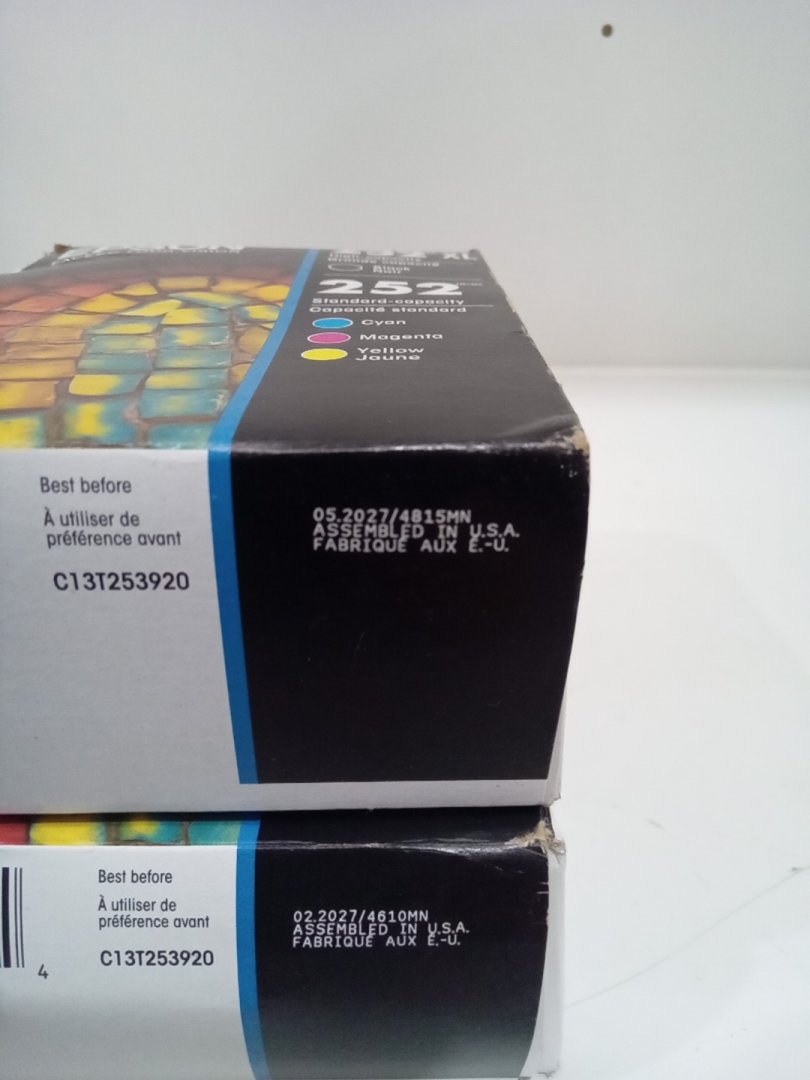 252
Standard-capacity
Capacité standard
Cyan
Magenta
Yellow
Jaune
Best before
À utiliser de
préférence avant
C13T253920
05.2027/4815MN
ASSEMBLED IN U.S.A.
FABRIQUÉ AUX É.-U.
Best before
À utiliser de
préférence avant
C13T253920
4
02.2027/4610MN
ASSEMBLED IN U.S.A.
FABRIQUÉ AUX É.-U.